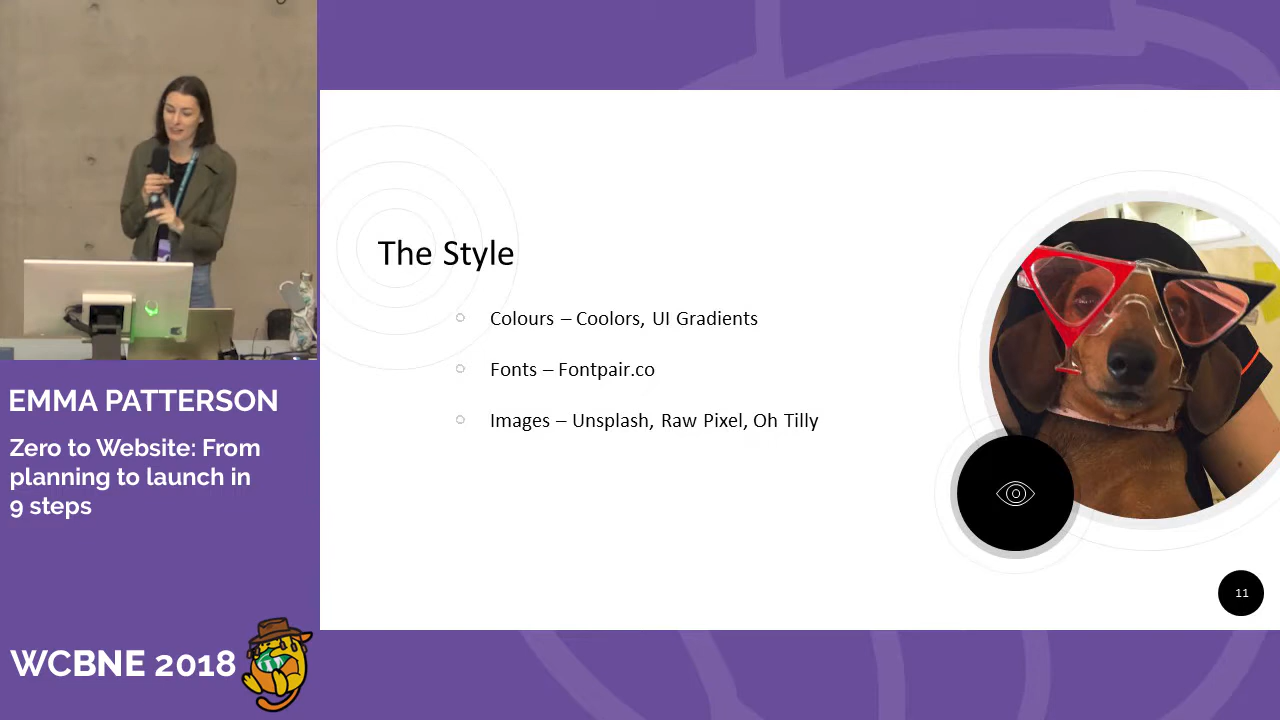 EMMA PATTERSON
Zero to Website: From
planning to launch in
9 steps
WCBNE 2018
The Style
Colours – Coolors, UI Gradients
Fonts – Fontpair.co
Images – Unsplash, Raw Pixel, Oh Tilly
11